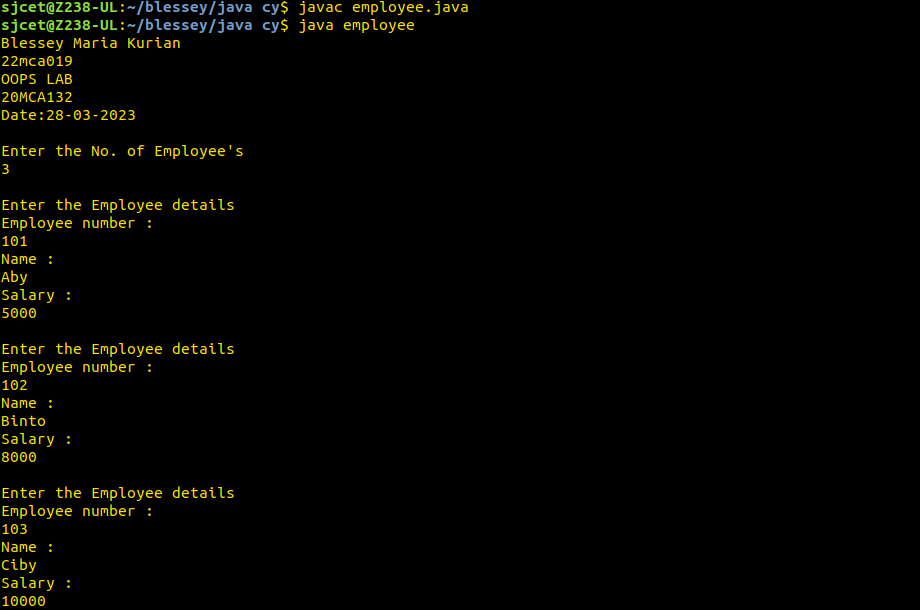 sjcet@Z238-UL:~/blessey/java cy$ javac employee.java
sjcet@Z238-UL:~/blessey/java cy$ java employee
Blessey Maria Kurian
22mca019
OOPS LAB
20MCA132
Date:28-03-2023
Enter the No. of Employee's
3
Enter the Employee details
Employee number :
101
Name :
Aby
Salary :
5000
Enter the Employee details
Employee number :
102
Name :
Binto
Salary :
8000
Enter the Employee details
Employee number :
103
Name :
Ciby
Salary :
10000